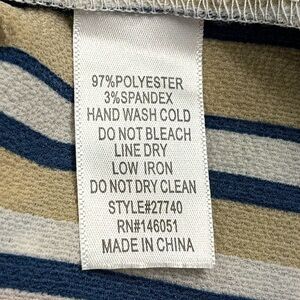 97%POLYESTER
3%SPANDEX
HAND WASH COLD
DO NOT BLEACH
LINE DRY
LOW IRON
DO NOT DRY CLEAN
STYLE#27740
RN#146051
MADE IN CHINA